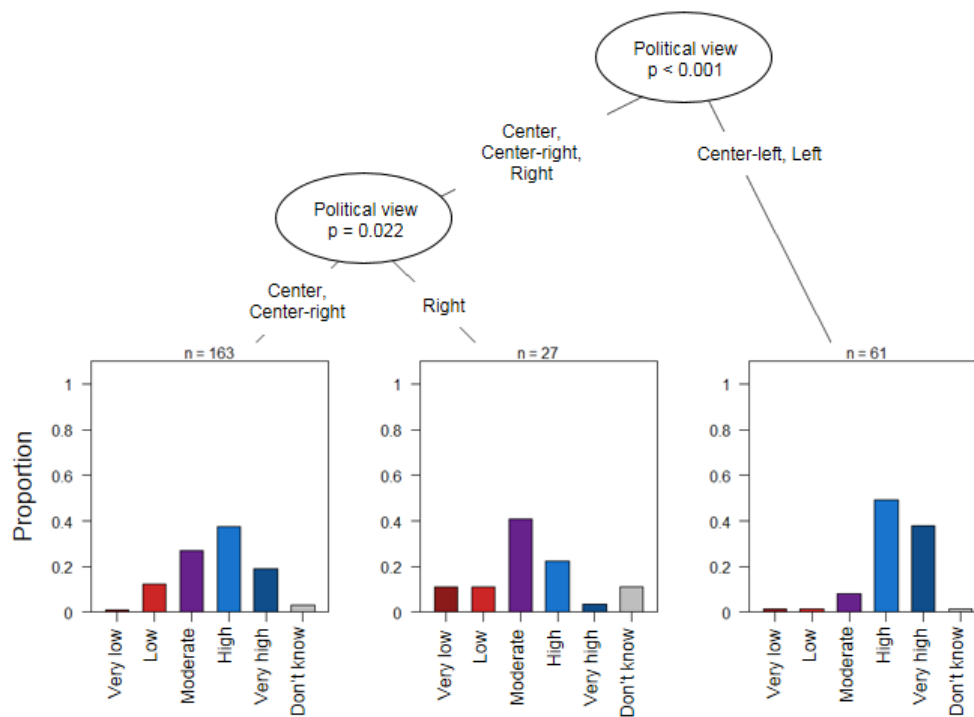 Political view
p < 0.001
Center,
Center-right,
Right
Center-left, Left
Political view
p = 0.022
Center,
Center-right
Right
n = 163
n = 27
n = 61
Proportion
1
0.8
0.6
0.4
0.2
0
Very low
Low
Moderate
High
Very high
Don't know
1
0.8
0.6
0.4
0.2
0
Very low
Low
Moderate
High
Very high
Don't know
1
0.8
0.6
0.4
0.2
0
Very low
Low
Moderate
High
Very high
Don't know